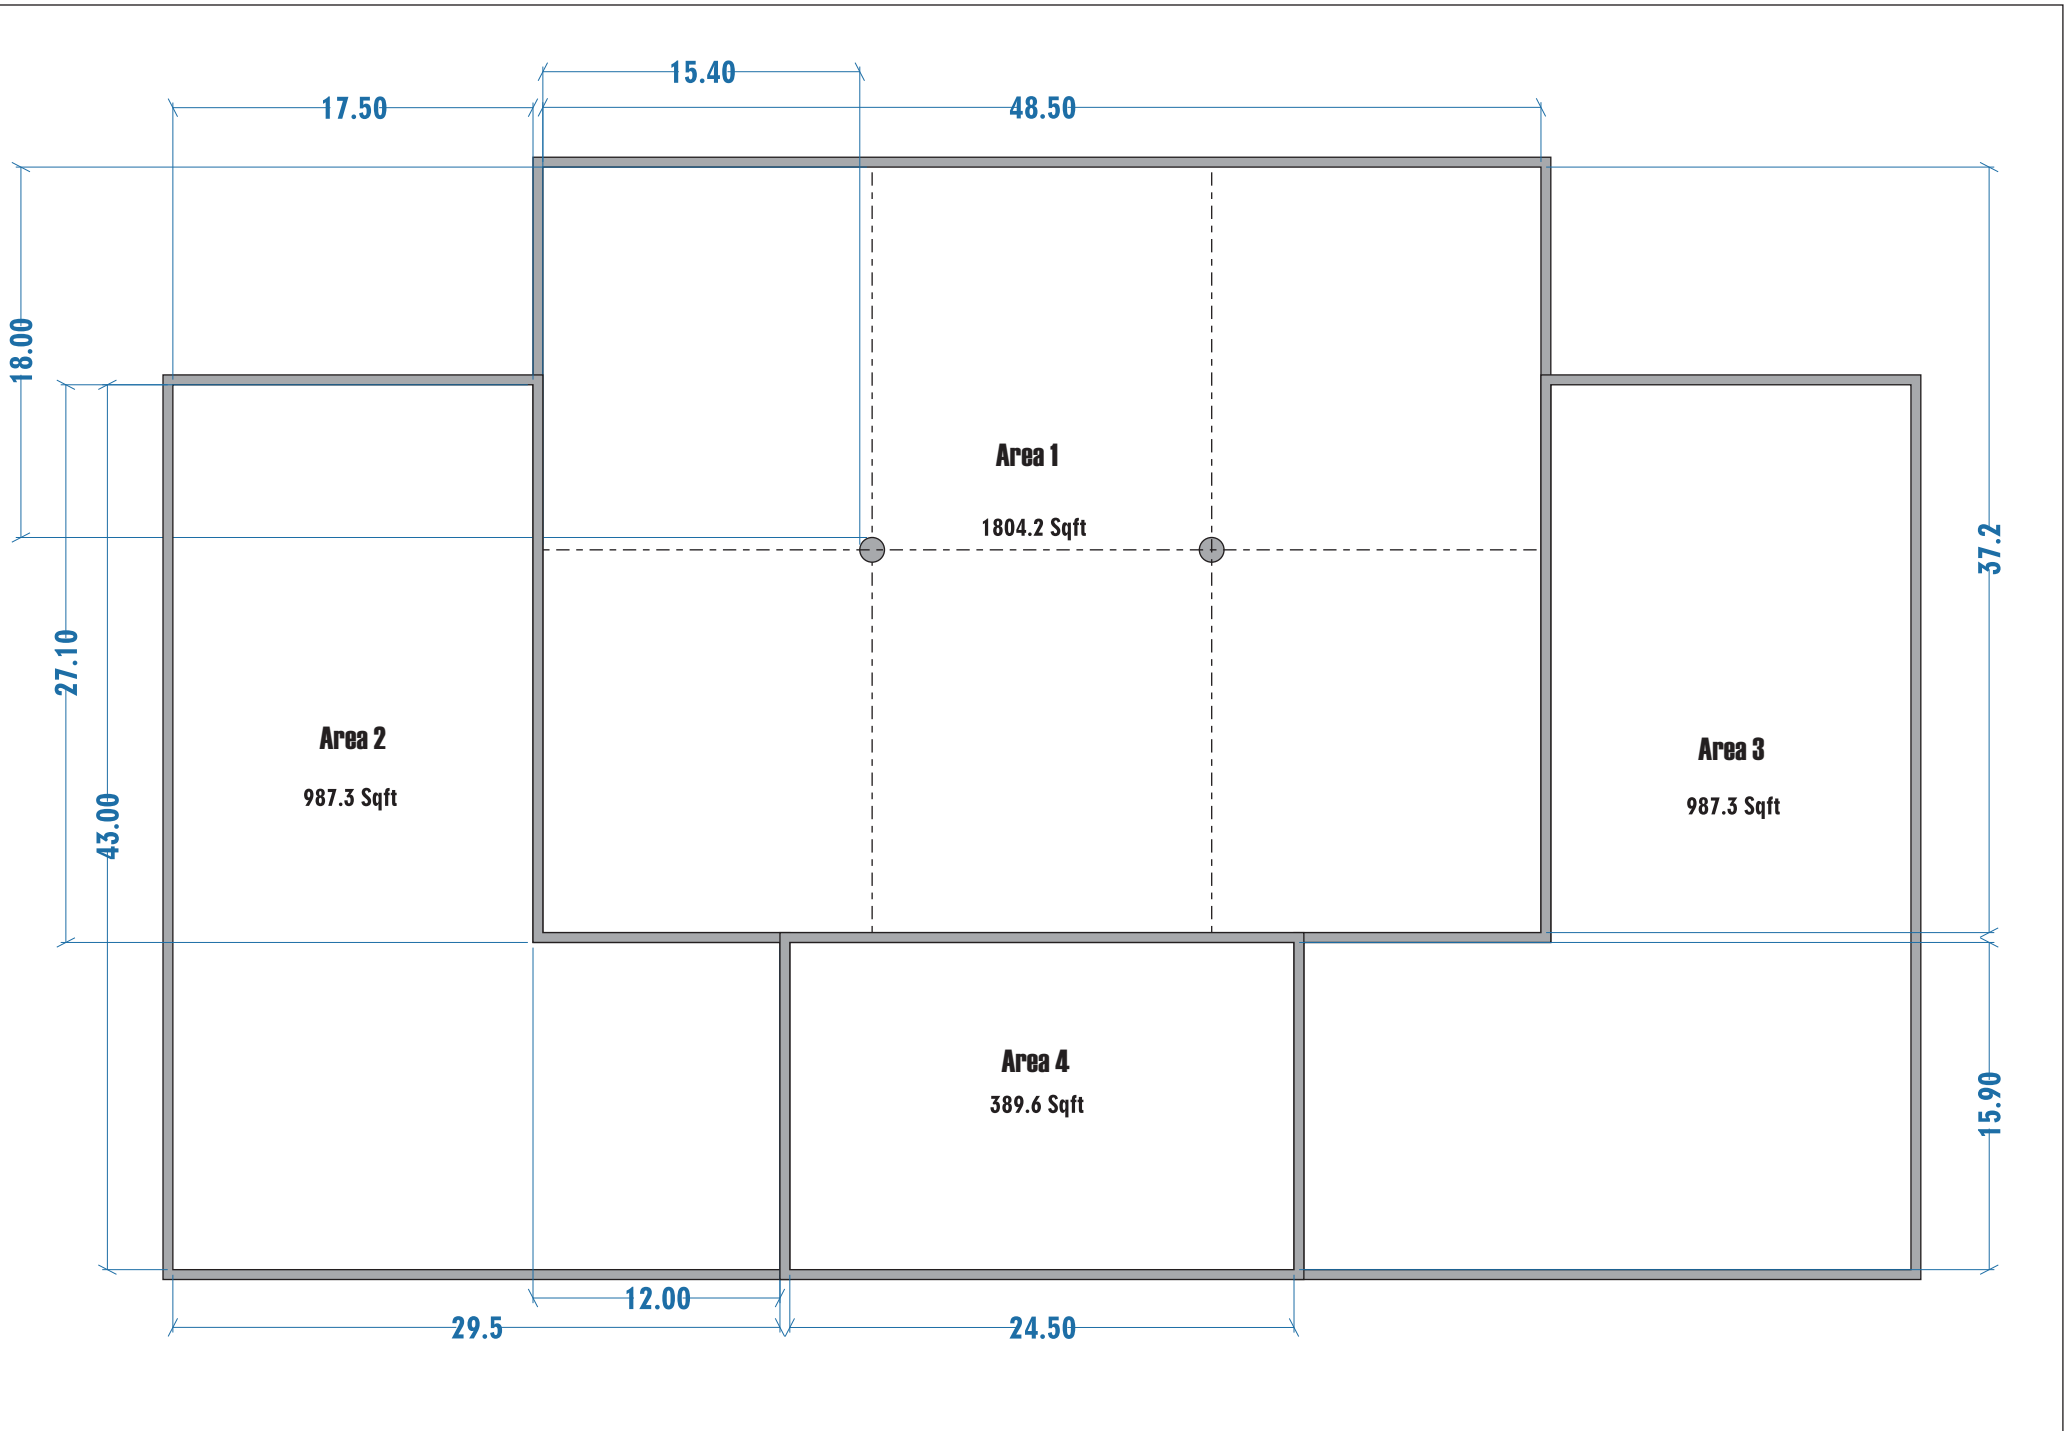 15.40
17.50
48.50
18.00
Area 1
1804.2 Sqft
37.2
27.10
Area 2
987.3 Sqft
Area 3
987.3 Sqft
43.00
Area 4
389.6 Sqft
15.90
12.00
29.5
24.50